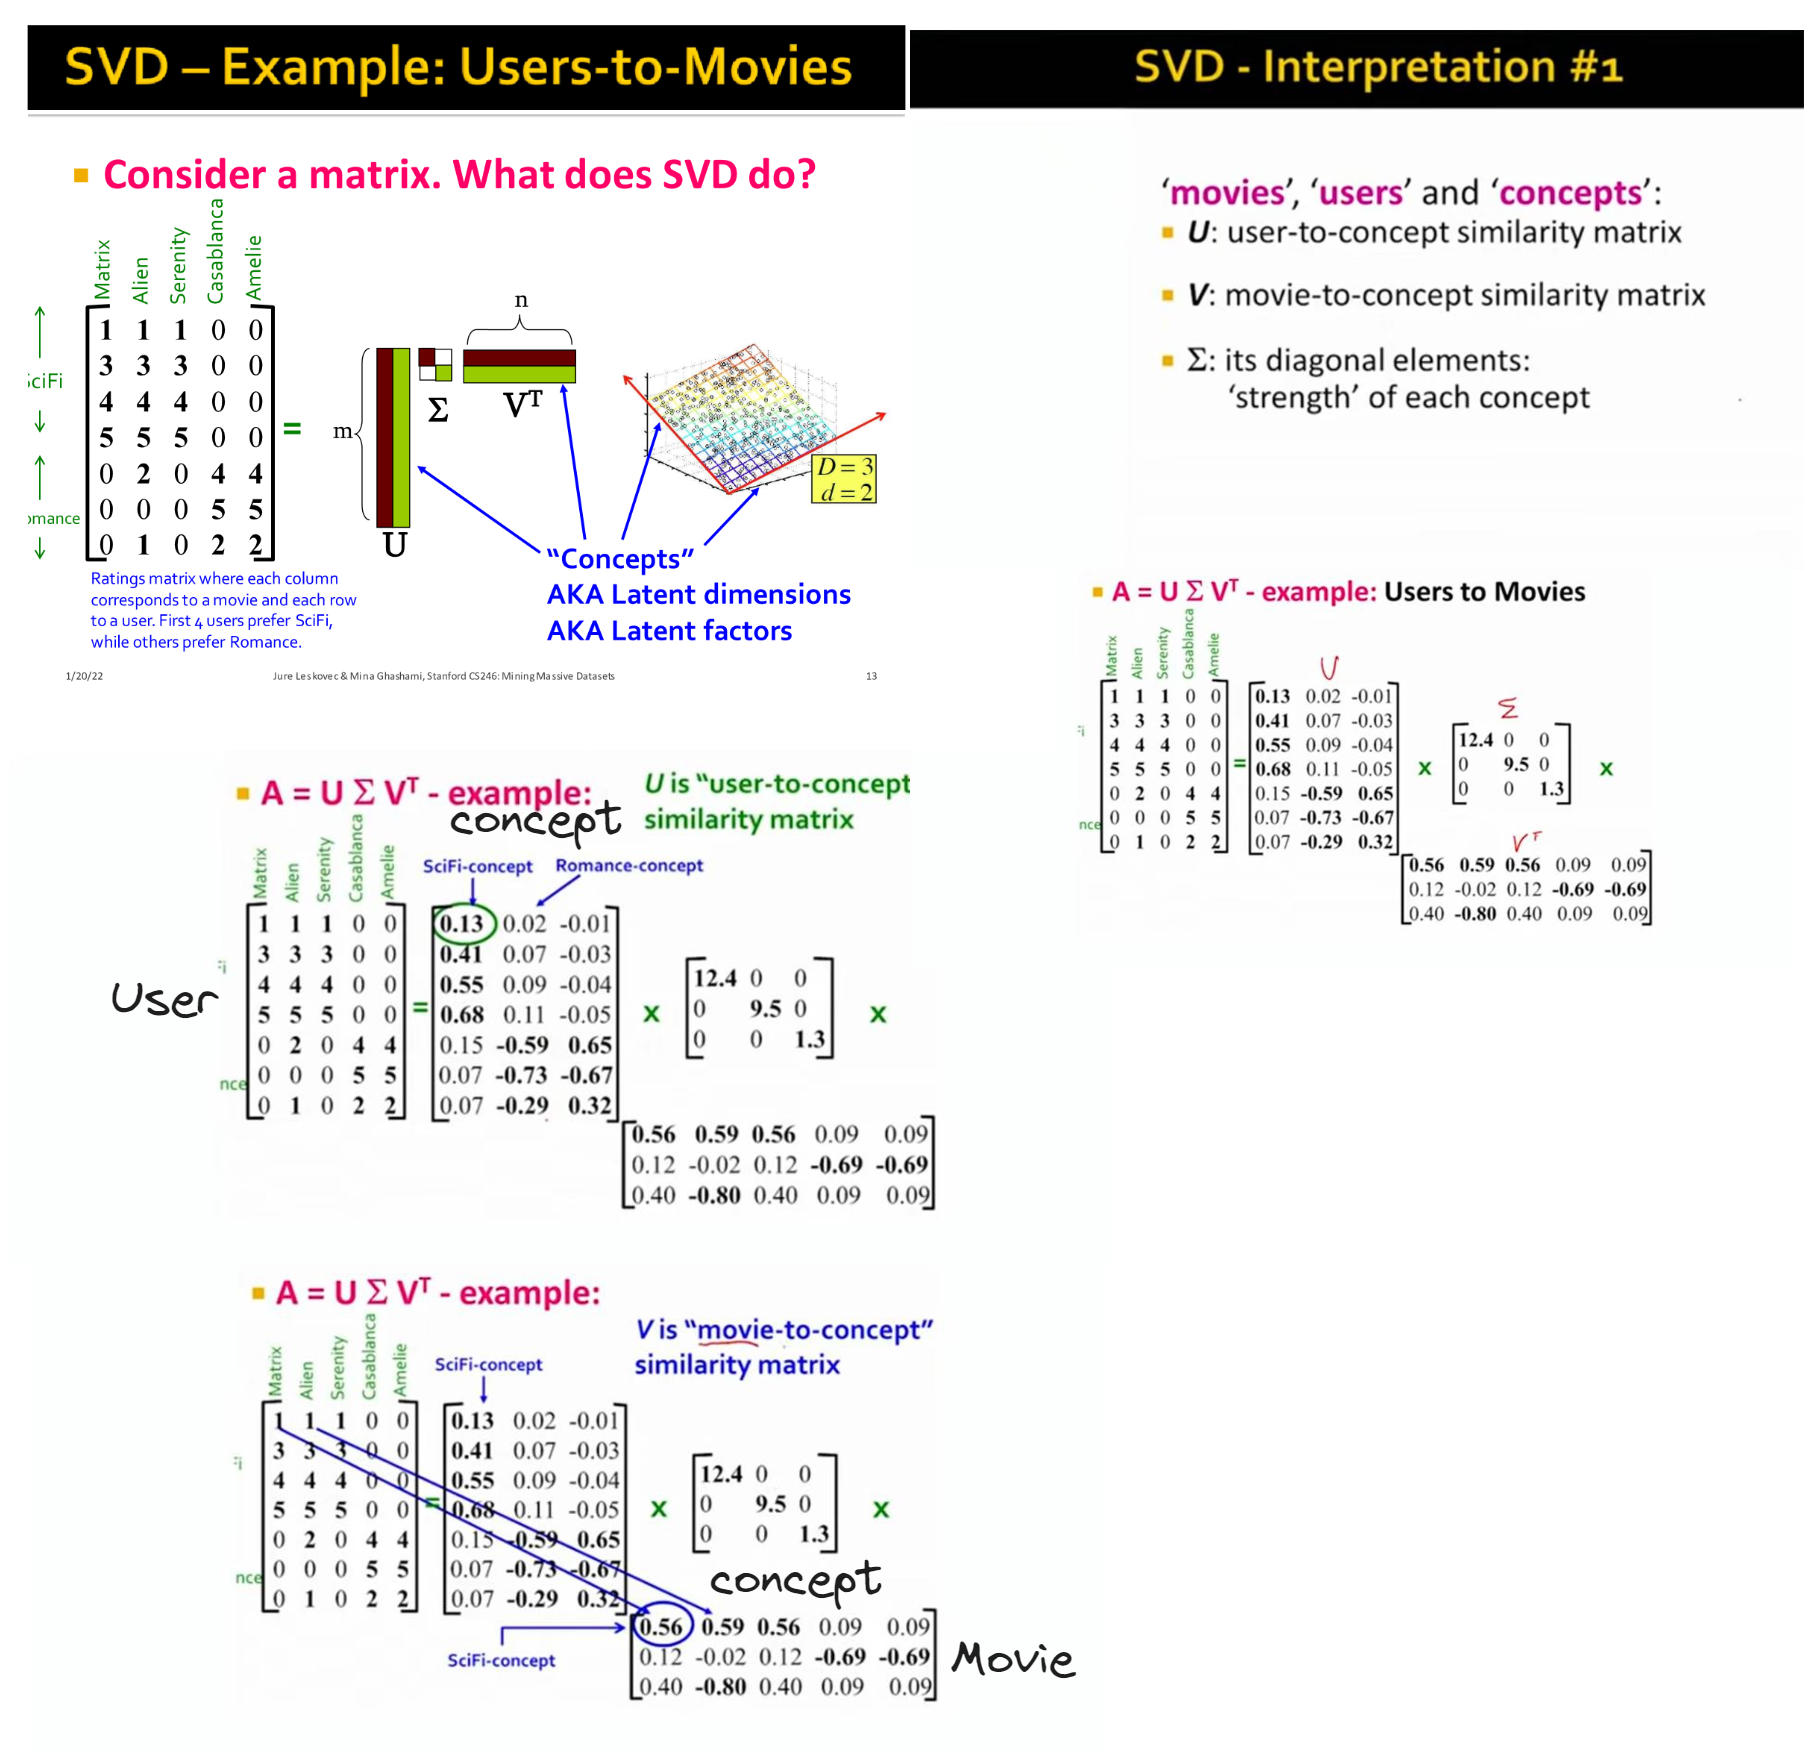 SVD – Example: Users-to-Movies
Consider a matrix. What does SVD do?
Matrix
Alien
Serenity
Casablanca
Amelie
1 1 1 0 0
3 3 3 0 0
4 4 4 0 0
5 5 5 0 0
0 2 0 4 4
0 0 0 5 5
0 1 0 2 2
ciFi
omance
=
m
n
U
Σ
Vᵀ
D = 3
d = 2
"Concepts"
AKA Latent dimensions
AKA Latent factors
Ratings matrix where each column
corresponds to a movie and each row
to a user. First 4 users prefer SciFi,
while others prefer Romance.
1/20/22 Jure Leskovec & Mina Ghashami, Stanford CS246: Mining Massive Datasets 13
SVD - Interpretation #1
'movies', 'users' and 'concepts':
U: user-to-concept similarity matrix
V: movie-to-concept similarity matrix
Σ: its diagonal elements:
'strength' of each concept
A = U Σ Vᵀ - example: Users to Movies
Matrix
Alien
Serenity
Casablanca
Amelie
U
Σ
1 1 1 0 0
3 3 3 0 0
4 4 4 0 0
5 5 5 0 0
0 2 0 4 4
0 0 0 5 5
0 1 0 2 2
nce
=
0.13 0.02 -0.01
0.41 0.07 -0.03
0.55 0.09 -0.04
0.68 0.11 -0.05
0.15 -0.59 0.65
0.07 -0.73 -0.67
0.07 -0.29 0.32
x
12.4 0 0
0 9.5 0
0 0 1.3
x
Vᵀ
0.56 0.59 0.56 0.09 0.09
0.12 -0.02 0.12 -0.69 -0.69
0.40 -0.80 0.40 0.09 0.09
A = U Σ Vᵀ - example:
U is "user-to-concept
similarity matrix
concept
SciFi-concept
Romance-concept
Matrix
Alien
Serenity
Casablanca
Amelie
User
1 1 1 0 0
3 3 3 0 0
4 4 4 0 0
5 5 5 0 0
0 2 0 4 4
0 0 0 5 5
0 1 0 2 2
nce
=
0.13 0.02 -0.01
0.41 0.07 -0.03
0.55 0.09 -0.04
0.68 0.11 -0.05
0.15 -0.59 0.65
0.07 -0.73 -0.67
0.07 -0.29 0.32
x
12.4 0 0
0 9.5 0
0 0 1.3
x
0.56 0.59 0.56 0.09 0.09
0.12 -0.02 0.12 -0.69 -0.69
0.40 -0.80 0.40 0.09 0.09
A = U Σ Vᵀ - example:
V is "movie-to-concept"
similarity matrix
SciFi-concept
Matrix
Alien
Serenity
Casablanca
Amelie
1 1 1 0 0
3 3 3 0 0
4 4 4 0 0
5 5 5 0 0
0 2 0 4 4
0 0 0 5 5
0 1 0 2 2
nce
=
0.13 0.02 -0.01
0.41 0.07 -0.03
0.55 0.09 -0.04
0.68 0.11 -0.05
0.15 -0.59 0.65
0.07 -0.73 -0.67
0.07 -0.29 0.32
x
12.4 0 0
0 9.5 0
0 0 1.3
x
concept
0.56 0.59 0.56 0.09 0.09
0.12 -0.02 0.12 -0.69 -0.69
0.40 -0.80 0.40 0.09 0.09
SciFi-concept
Movie